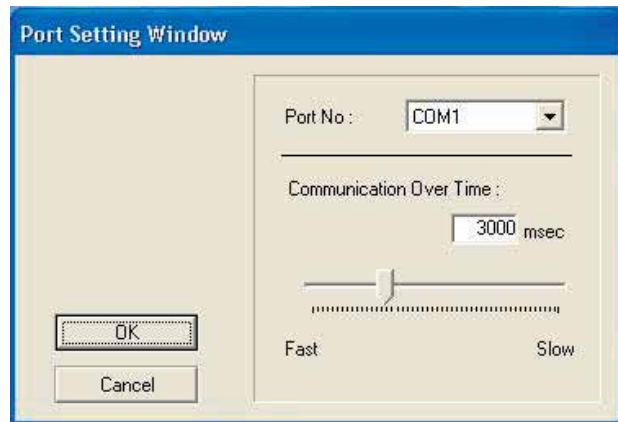 Port Setting Window
Port No : COM1
Communication Over Time :
3000 msec
Fast Slow
OK
Cancel